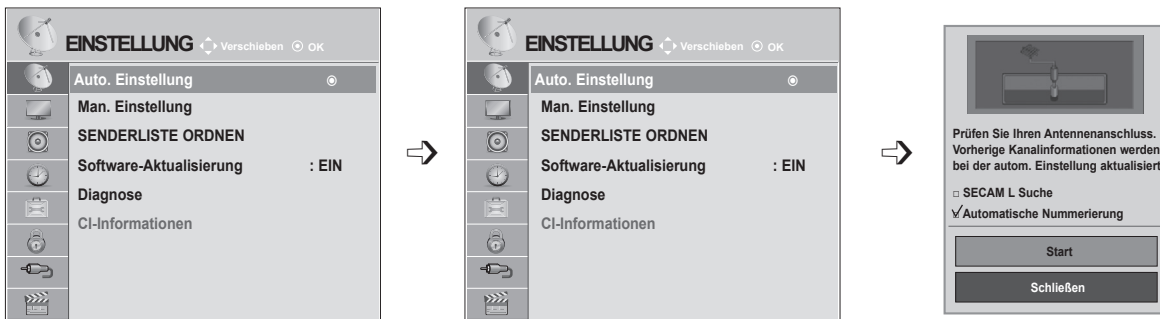 EINSTELLUNG Verschieben OK
Auto. Einstellung
Man. Einstellung
SENDERLISTE ORDNEN
Software-Aktualisierung : EIN
Diagnose
CI-Informationen
EINSTELLUNG Verschieben OK
Auto. Einstellung
Man. Einstellung
SENDERLISTE ORDNEN
Software-Aktualisierung : EIN
Diagnose
CI-Informationen
Prüfen Sie Ihren Antennenanschluss.
Vorherige Kanalinformationen werden
bei der autom. Einstellung aktualisiert
SECAM L Suche
Automatische Nummerierung
Start
Schließen